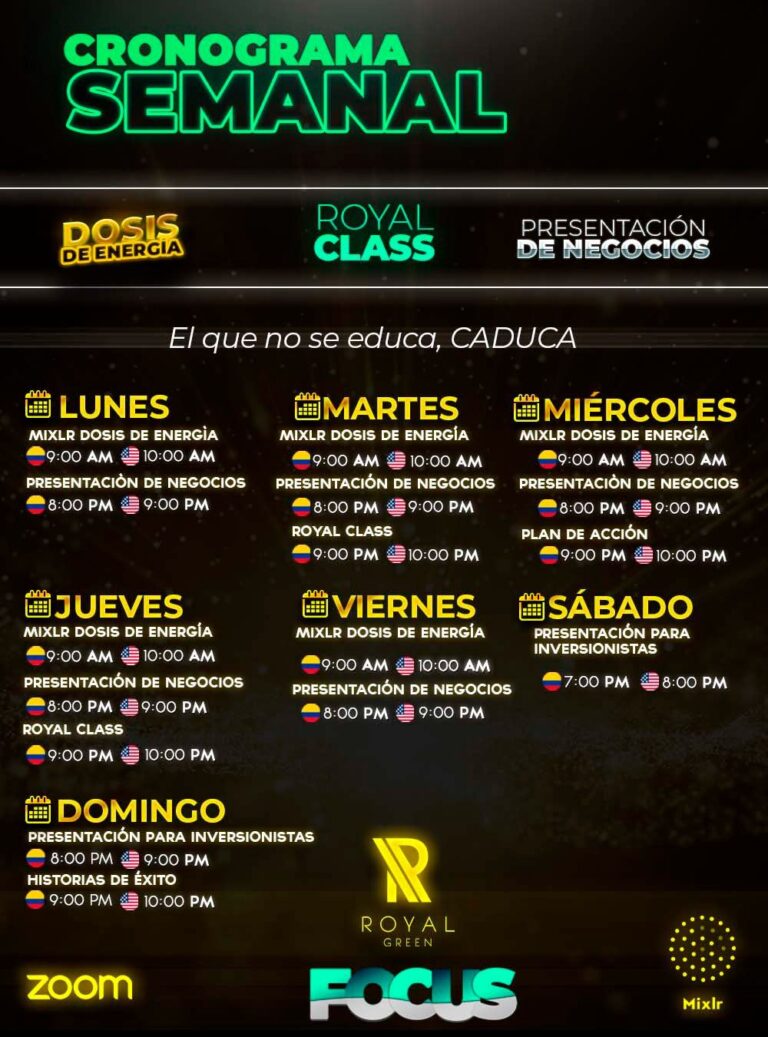 CRONOGRAMA
SEMANAL
DOSIS
DE ENERGÍA
ROYAL
CLASS
PRESENTACIÓN
DE NEGOCIOS
El que no se educa, CADUCA
LUNES
MIXLR DOSIS DE ENERGÌA
9:00 AM 10:00 AM
PRESENTACIÓN DE NEGOCIOS
8:00 PM 9:00 PM
MARTES
MIXLR DOSIS DE ENERGÍA
9:00 AM 10:00 AM
PRESENTACIÓN DE NEGOCIOS
8:00 PM 9:00 PM
ROYAL CLASS
9:00 PM 10:00 PM
MIÉRCOLES
MIXLR DOSIS DE ENERGÍA
9:00 AM 10:00 AM
PRESENTACIÓN DE NEGOCIOS
8:00 PM 9:00 PM
PLAN DE ACCIÓN
9:00 PM 10:00 PM
JUEVES
MIXLR DOSIS DE ENERGÍA
9:00 AM 10:00 AM
PRESENTACIÓN DE NEGOCIOS
8:00 PM 9:00 PM
ROYAL CLASS
9:00 PM 10:00 PM
VIERNES
MIXLR DOSIS DE ENERGÍA
9:00 AM 10:00 AM
PRESENTACIÓN DE NEGOCIOS
8:00 PM 9:00 PM
SÁBADO
PRESENTACIÓN PARA
INVERSIONISTAS
7:00 PM 8:00 PM
DOMINGO
PRESENTACIÓN PARA INVERSIONISTAS
8:00 PM 9:00 PM
HISTORIAS DE ÉXITO
9:00 PM 10:00 PM
ROYAL
GREEN
zoom
FOCUS
Mixlr